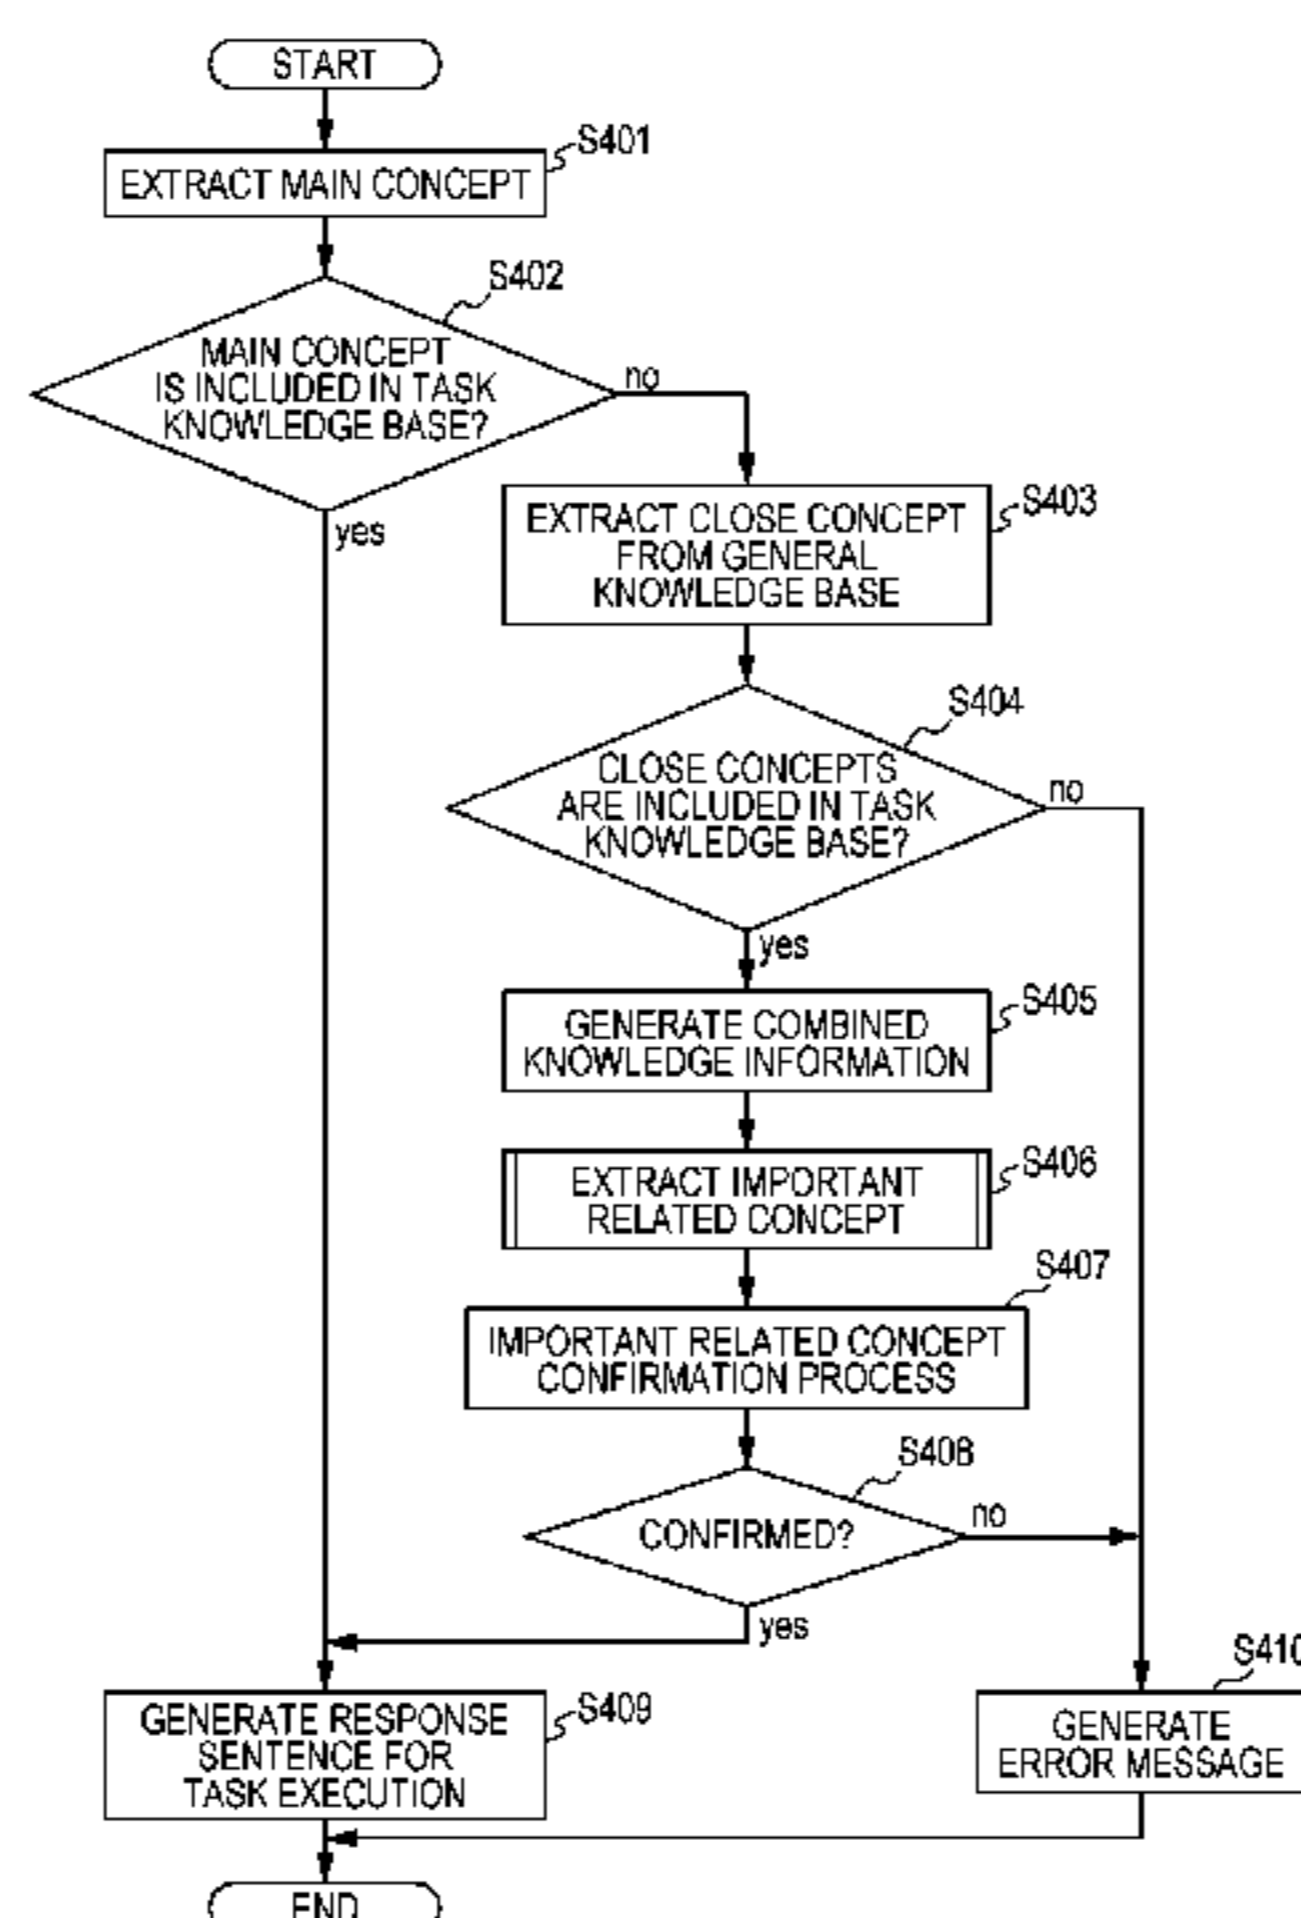 START
S401
EXTRACT MAIN CONCEPT
S402
MAIN CONCEPT
IS INCLUDED IN TASK
KNOWLEDGE BASE?
no
yes
S403
EXTRACT CLOSE CONCEPT
FROM GENERAL
KNOWLEDGE BASE
S404
CLOSE CONCEPTS
ARE INCLUDED IN TASK
KNOWLEDGE BASE?
no
yes
S405
GENERATE COMBINED
KNOWLEDGE INFORMATION
S406
EXTRACT IMPORTANT
RELATED CONCEPT
S407
IMPORTANT RELATED CONCEPT
CONFIRMATION PROCESS
S408
CONFIRMED?
no
yes
S409
GENERATE RESPONSE
SENTENCE FOR
TASK EXECUTION
S410
GENERATE
ERROR MESSAGE
END